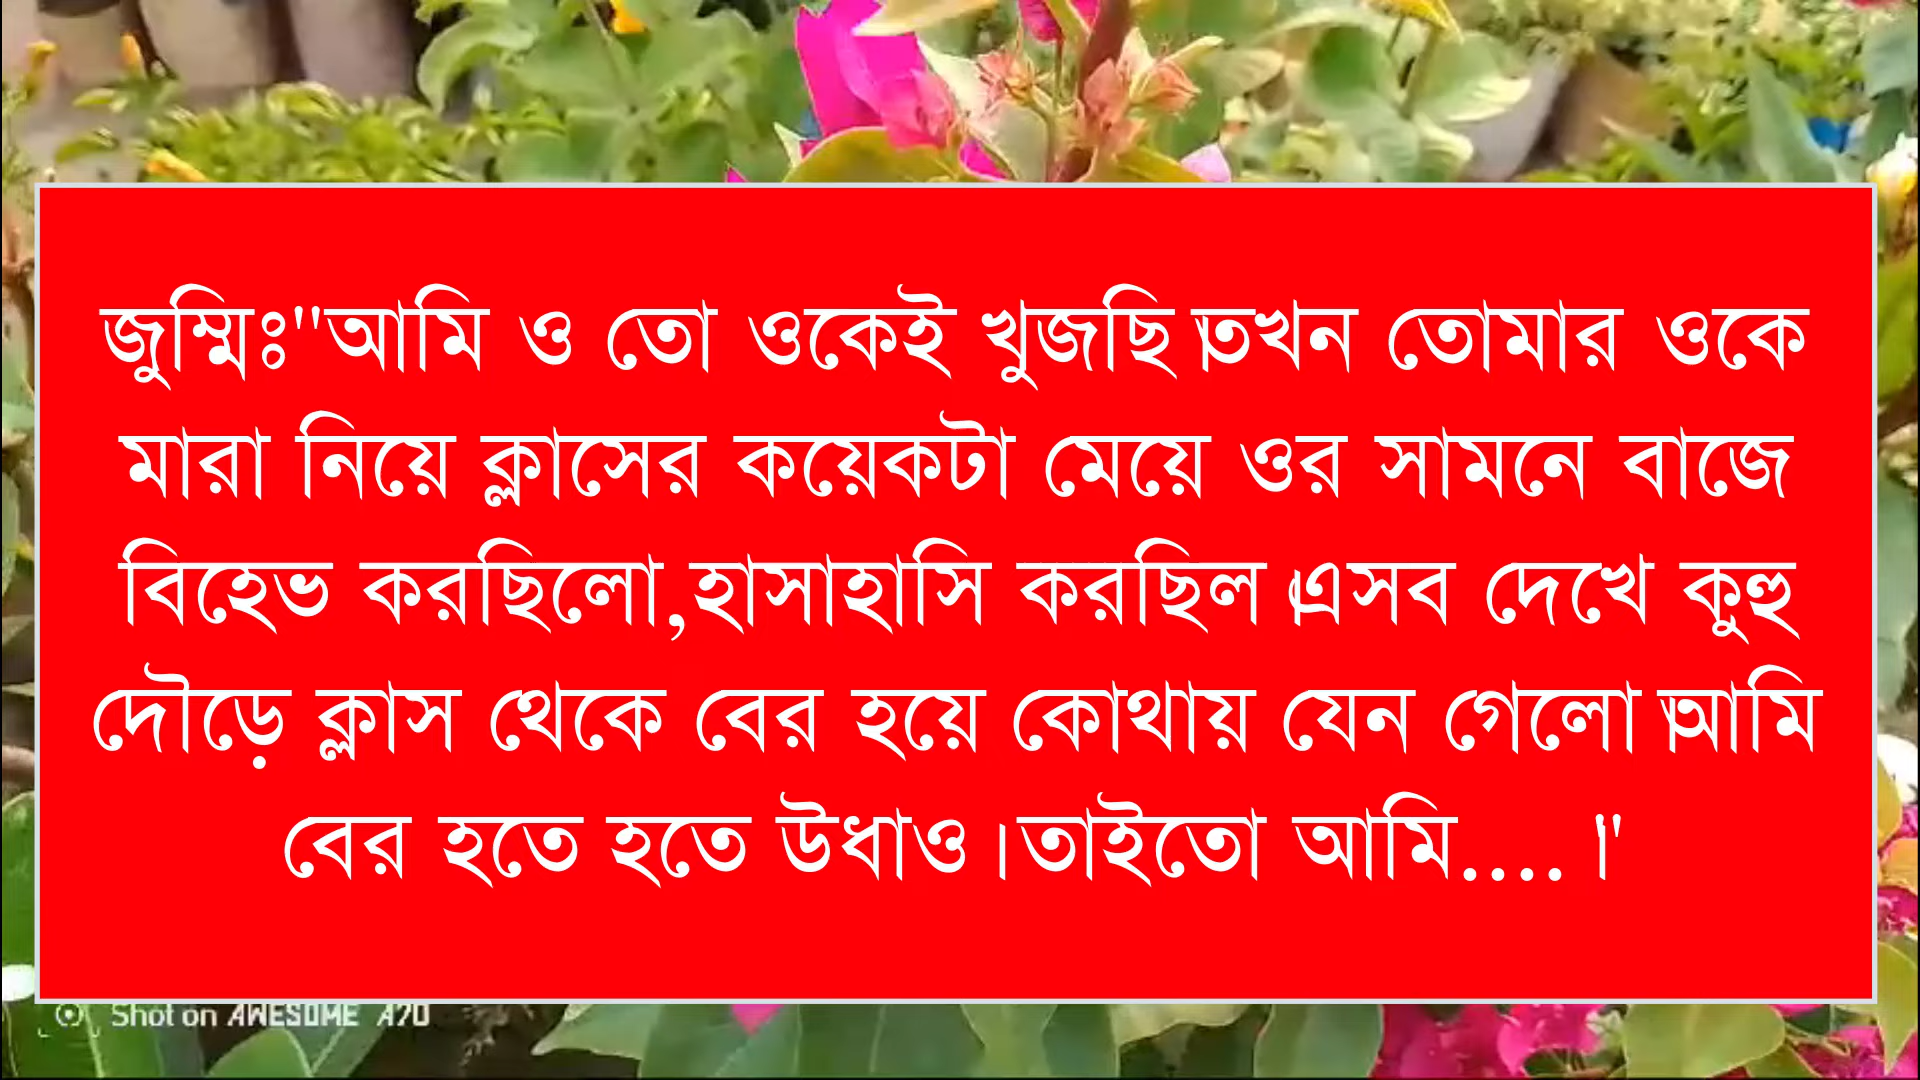 জুম্মিঃ"আমি ও তো ওকেই খুজছি।তখন তোমার ওকে
মারা নিয়ে ক্লাসের কয়েকটা মেয়ে ওর সামনে বাজে
বিহেভ করছিলো,হাসাহাসি করছিল।এসব দেখে কুহু
দৌড়ে ক্লাস থেকে বের হয়ে কোথায় যেন গেলো।আমি
বের হতে হতে উধাও।তাইতো আমি....।"
Shot on AWESOME A70